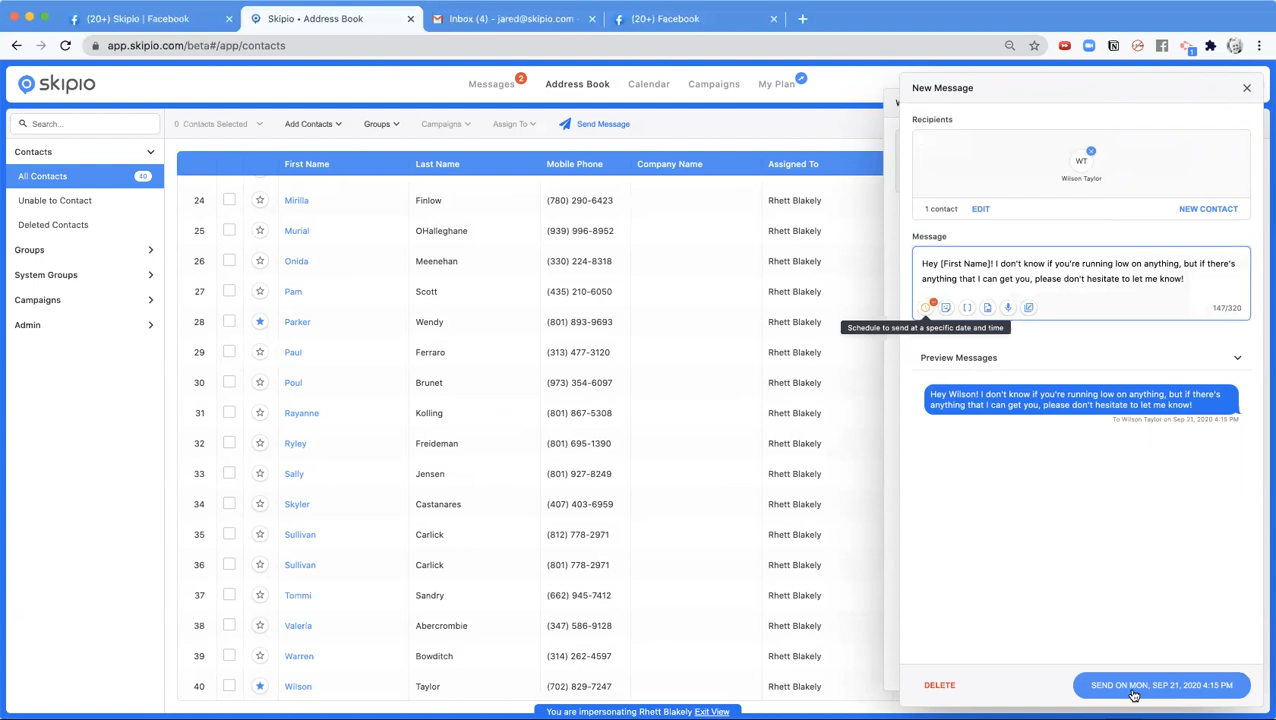 (20+) Skipio | Facebook
Skipio • Address Book
Inbox (4) - jared@skipio.com -
(20+) Facebook
app.skipio.com/beta#/app/contacts
1
skipio
Messages 2
Address Book
Calendar
Campaigns
My Plan
Search...
0 Contacts Selected
Add Contacts
Groups
Campaigns
Assign To
Send Message
Contacts
All Contacts 40
Unable to Contact
Deleted Contacts
Groups
System Groups
Campaigns
Admin
First Name Last Name Mobile Phone Company Name Assigned To
24 Mirilla Finlow (780) 290-6423 Rhett Blakely
25 Murial OHalleghane (939) 996-8952 Rhett Blakely
26 Onida Meenehan (330) 224-8318 Rhett Blakely
27 Pam Scott (435) 210-6050 Rhett Blakely
28 Parker Wendy (801) 893-9693 Rhett Blakely
29 Paul Ferraro (313) 477-3120 Rhett Blakely
30 Poul Brunet (973) 354-6097 Rhett Blakely
31 Rayanne Kolling (801) 867-5308 Rhett Blakely
32 Ryley Freideman (801) 695-1390 Rhett Blakely
33 Sally Jensen (801) 927-8249 Rhett Blakely
34 Skyler Castanares (407) 403-6959 Rhett Blakely
35 Sullivan Carlick (812) 778-2971 Rhett Blakely
36 Sullivan Carlick (801) 778-2971 Rhett Blakely
37 Tommi Sandry (662) 945-7412 Rhett Blakely
38 Valeria Abercrombie (347) 586-9128 Rhett Blakely
39 Warren Bowditch (314) 262-4597 Rhett Blakely
40 Wilson Taylor (702) 829-7247 Rhett Blakely
You are impersonating Rhett Blakely Exit View
New Message
Recipients
WT
Wilson Taylor
1 contact EDIT NEW CONTACT
Message
Hey [First Name]! I don't know if you're running low on anything, but if there's
anything that I can get you, please don't hesitate to let me know!
147/320
Schedule to send at a specific date and time
Preview Messages
Hey Wilson! I don't know if you're running low on anything, but if there's
anything that I can get you, please don't hesitate to let me know!
To Wilson Taylor on Sep 21, 2020 4:15 PM
DELETE
SEND ON MON, SEP 21, 2020 4:15 PM